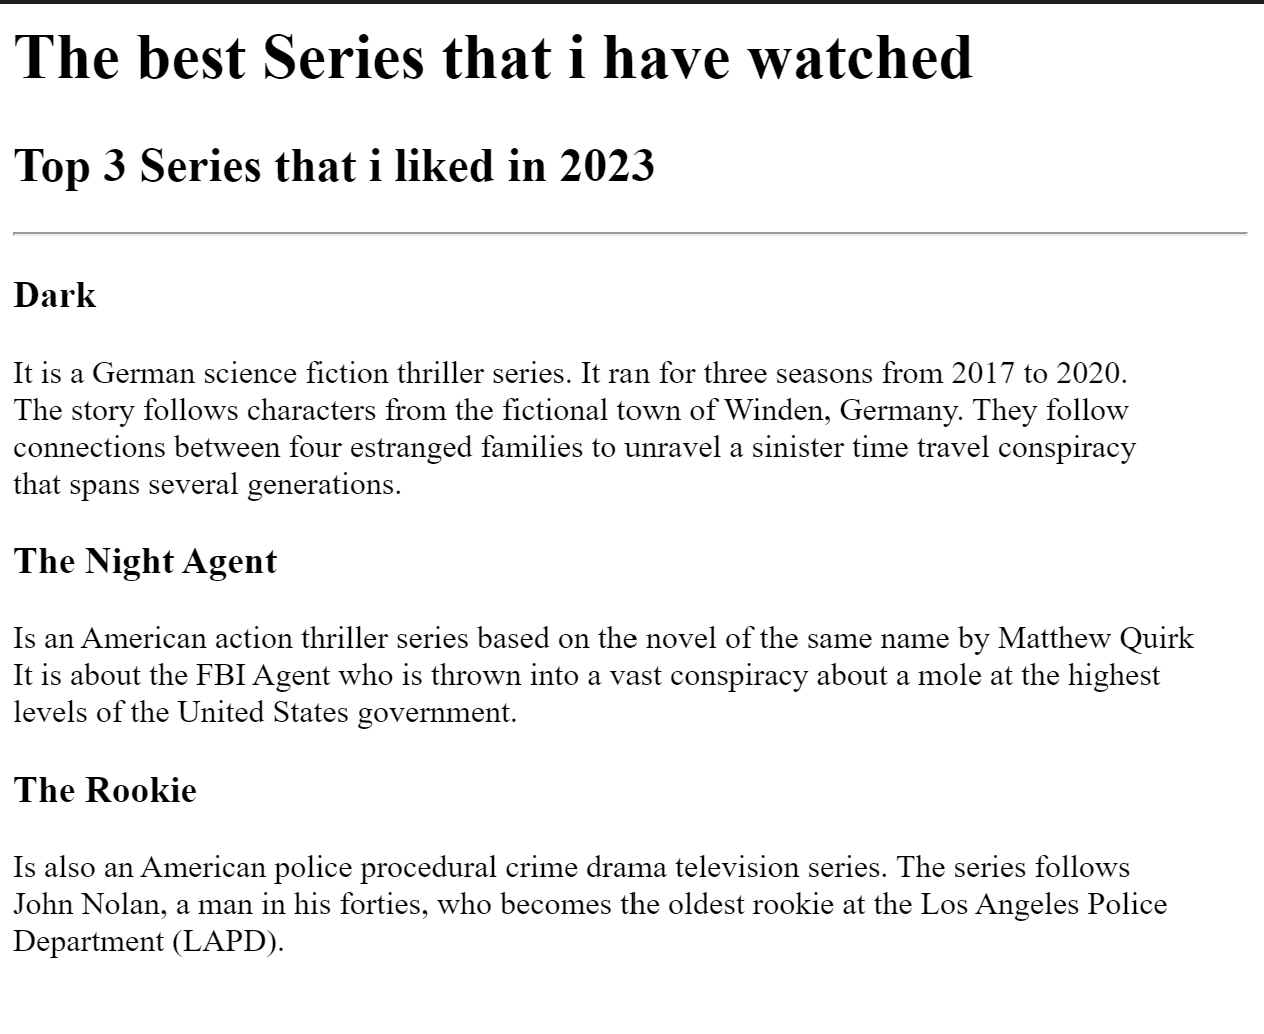 The best Series that i have watched
Top 3 Series that i liked in 2023
Dark
It is a German science fiction thriller series. It ran for three seasons from 2017 to 2020.
The story follows characters from the fictional town of Winden, Germany. They follow
connections between four estranged families to unravel a sinister time travel conspiracy
that spans several generations.
The Night Agent
Is an American action thriller series based on the novel of the same name by Matthew Quirk
It is about the FBI Agent who is thrown into a vast conspiracy about a mole at the highest
levels of the United States government.
The Rookie
Is also an American police procedural crime drama television series. The series follows
John Nolan, a man in his forties, who becomes the oldest rookie at the Los Angeles Police
Department (LAPD).